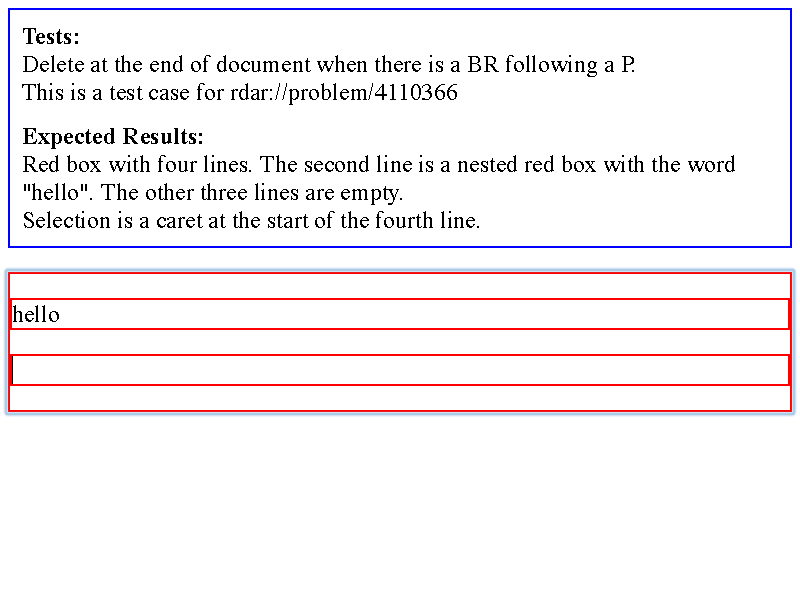 Tests:
Delete at the end of document when there is a BR following a P.
This is a test case for rdar://problem/4110366
Expected Results:
Red box with four lines. The second line is a nested red box with the word
"hello". The other three lines are empty.
Selection is a caret at the start of the fourth line.
hello